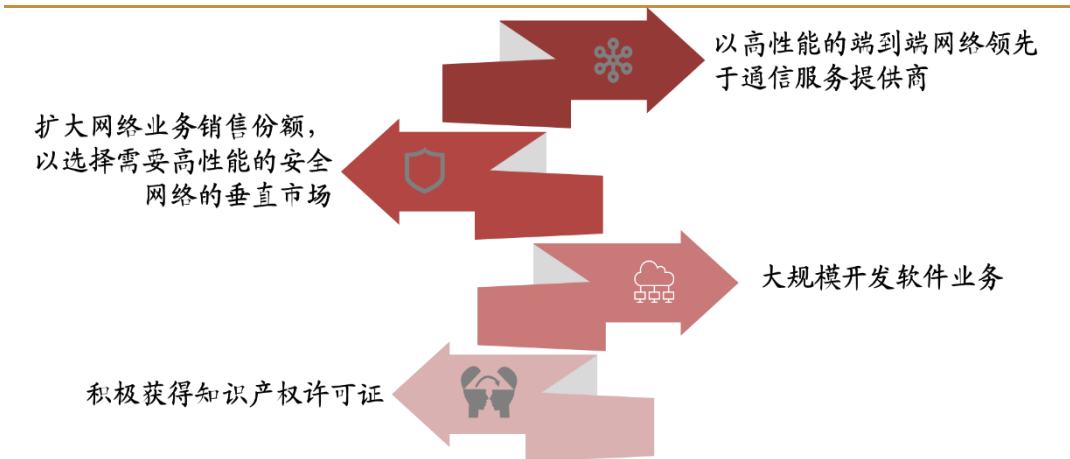 以高性能的端到端网络领先
于通信服务提供商
扩大网络业务销售份额，
以选择需要高性能的安全
网络的垂直市场
大规模开发软件业务
积极获得知识产权许可证